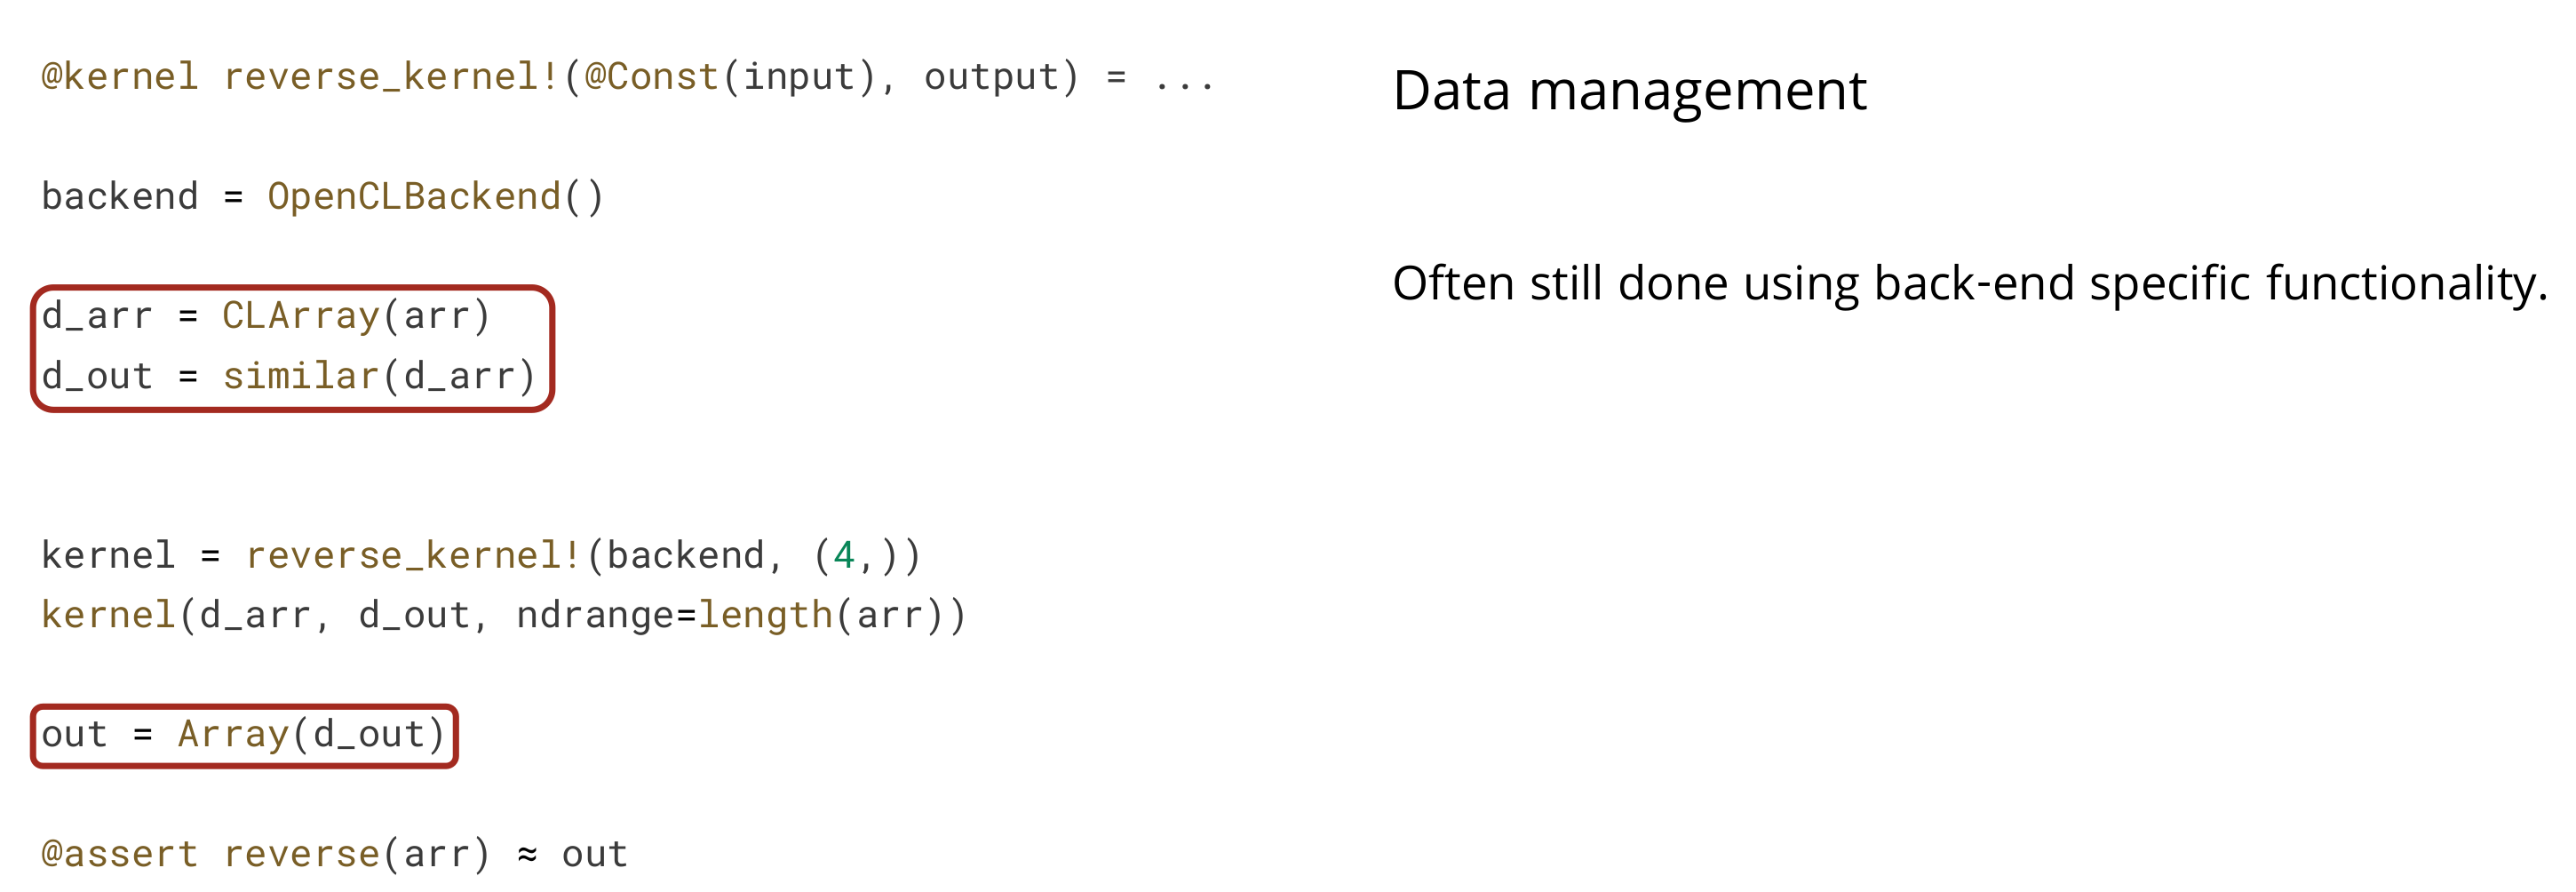 @kernel reverse_kernel!(@Const(input), output) = ...
backend = OpenCLBackend()
d_arr = CLArray(arr)
d_out = similar(d_arr)
kernel = reverse_kernel!(backend, (4,))
kernel(d_arr, d_out, ndrange=length(arr))
out = Array(d_out)
@assert reverse(arr) ≈ out
Data management
Often still done using back-end specific functionality.